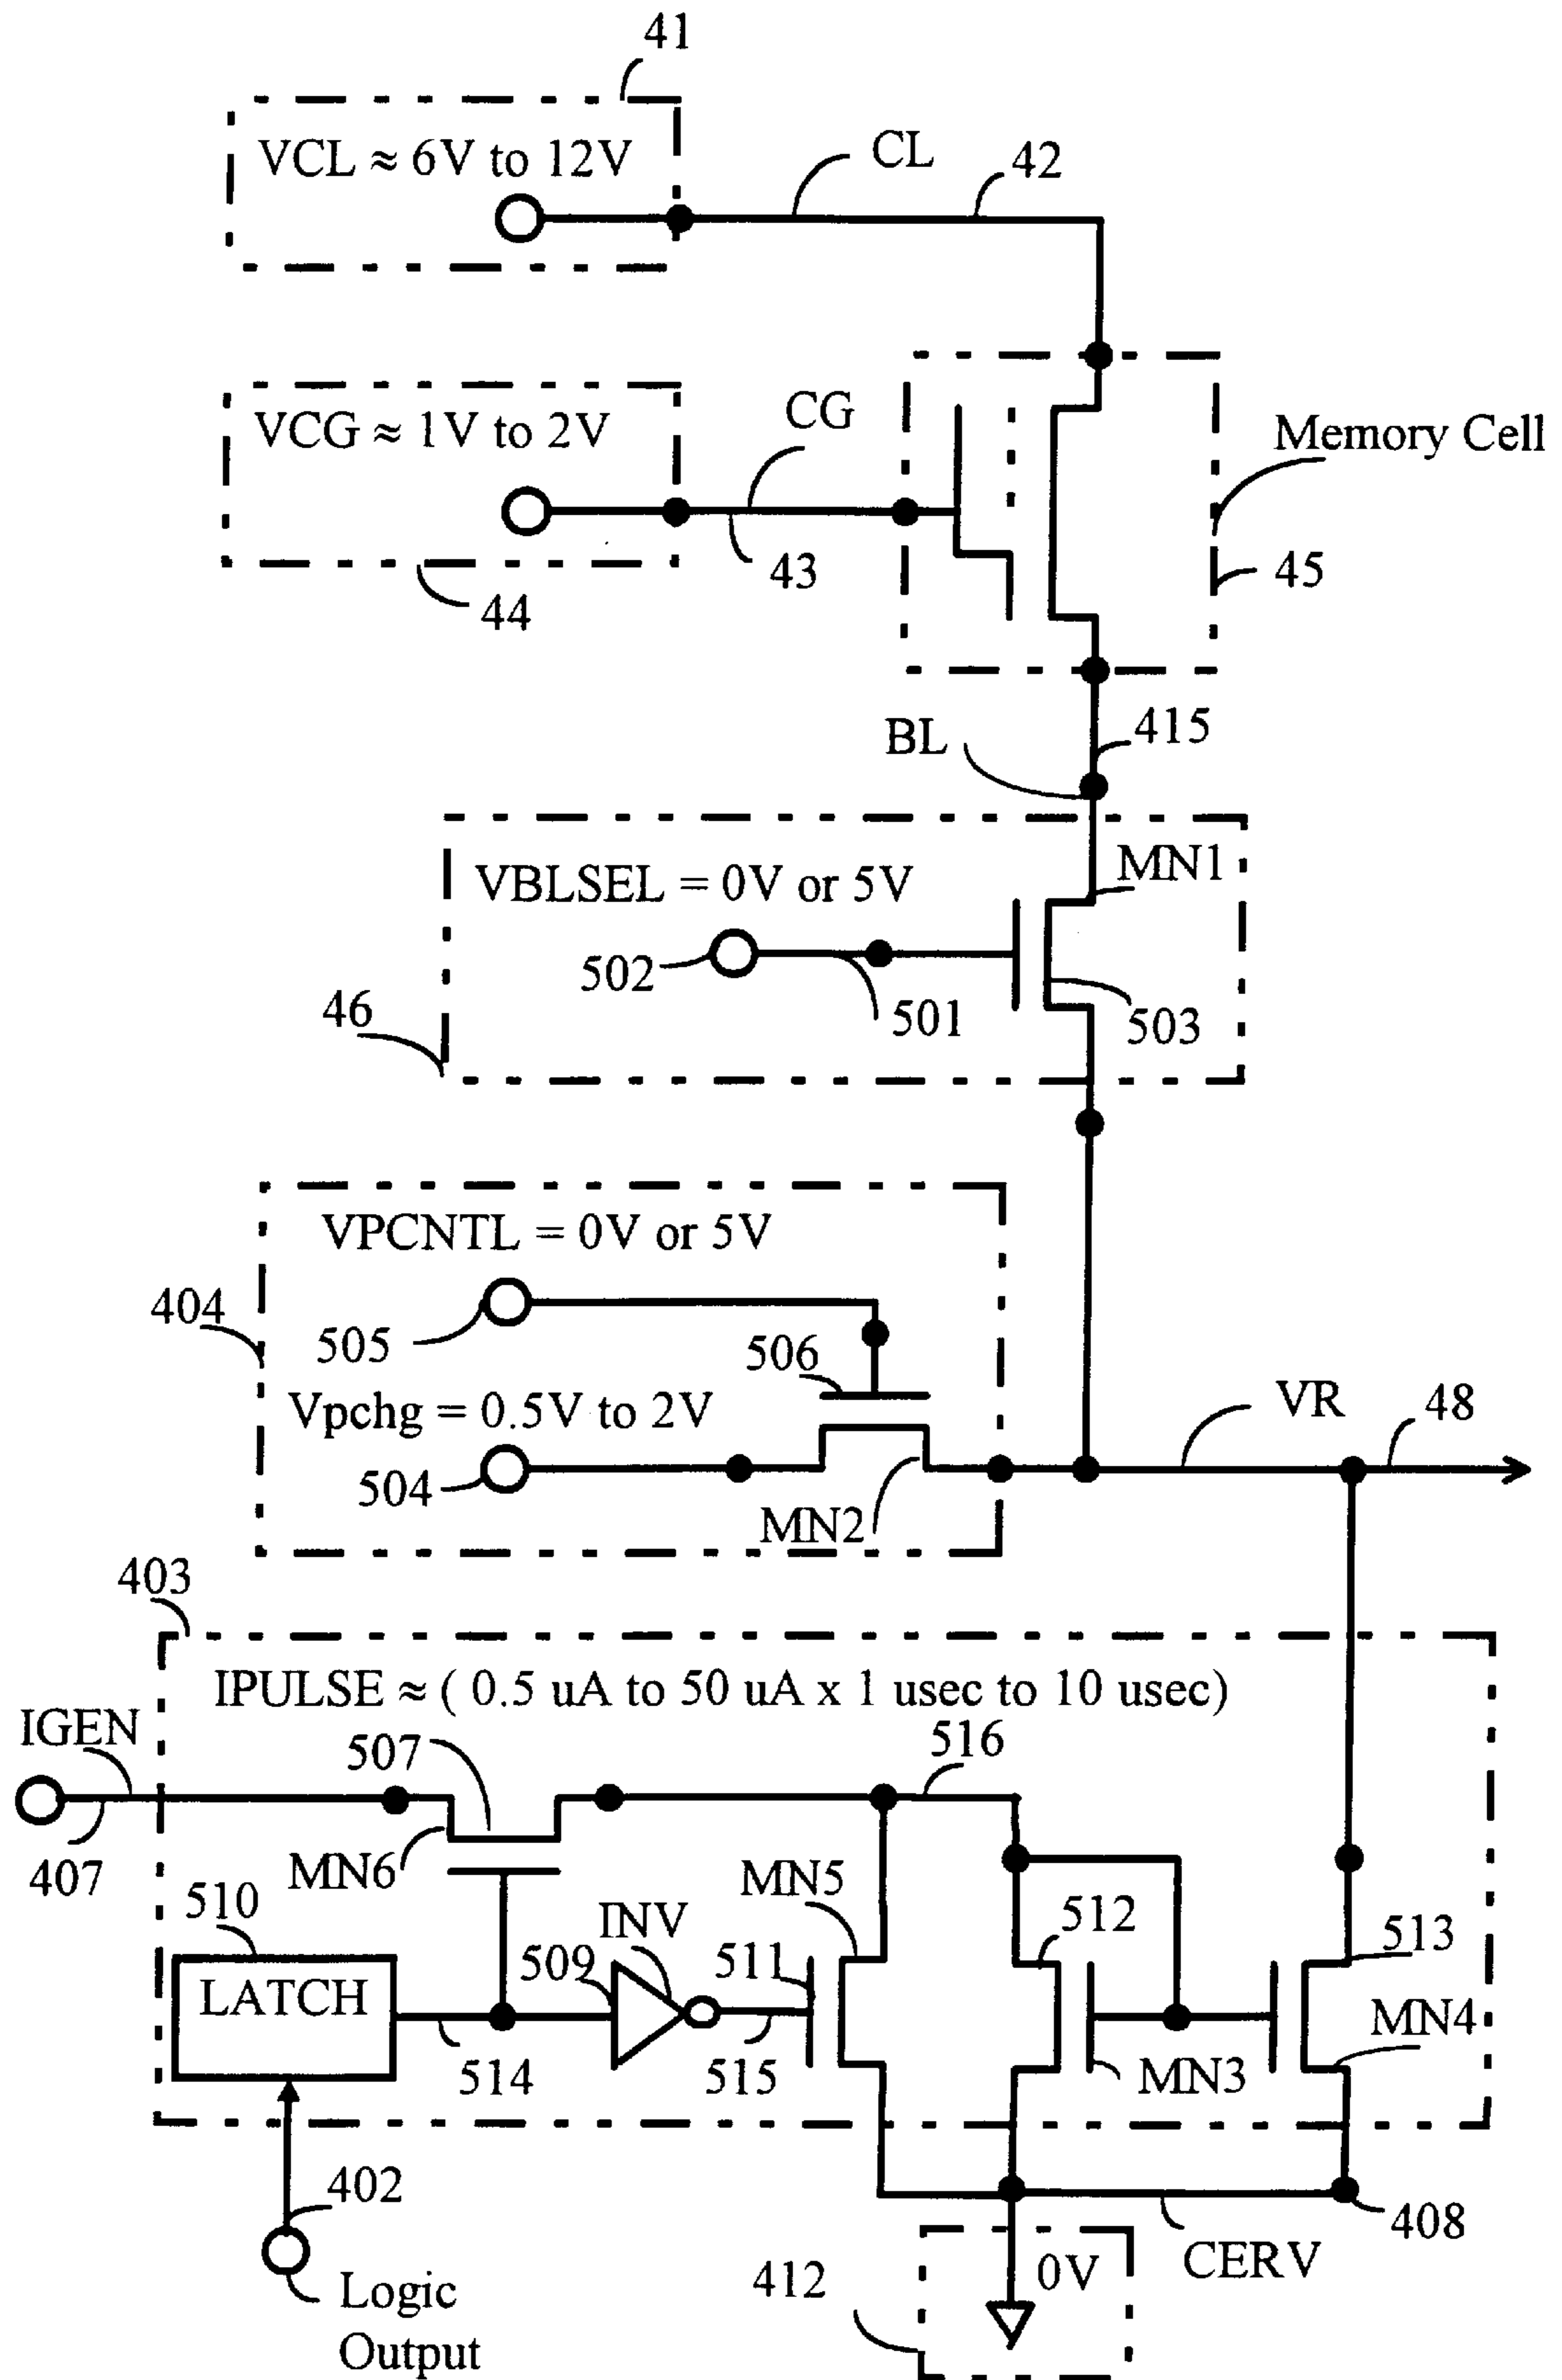 41
VCL ≈ 6V to 12V
CL
42
VCG ≈ 1V to 2V
CG
Memory Cell
43
45
44
BL
415
VBLSEL = 0V or 5V
MN1
502
501
503
46
VPCNTL = 0V or 5V
404
505
506
Vpchg = 0.5V to 2V
VR
48
504
MN2
403
IPULSE ≈ ( 0.5 uA to 50 uA x 1 usec to 10 usec)
IGEN
507
516
407
MN6
MN5
510
INV
512
513
LATCH
509
511
MN4
514
515
MN3
402
408
CERV
412
0V
Logic
Output